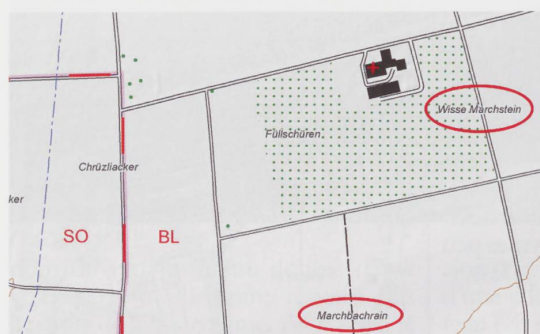 Wisse Marchstein
Füllschüren
Chrüzliacker
ker
SO
BL
Marchbachrain